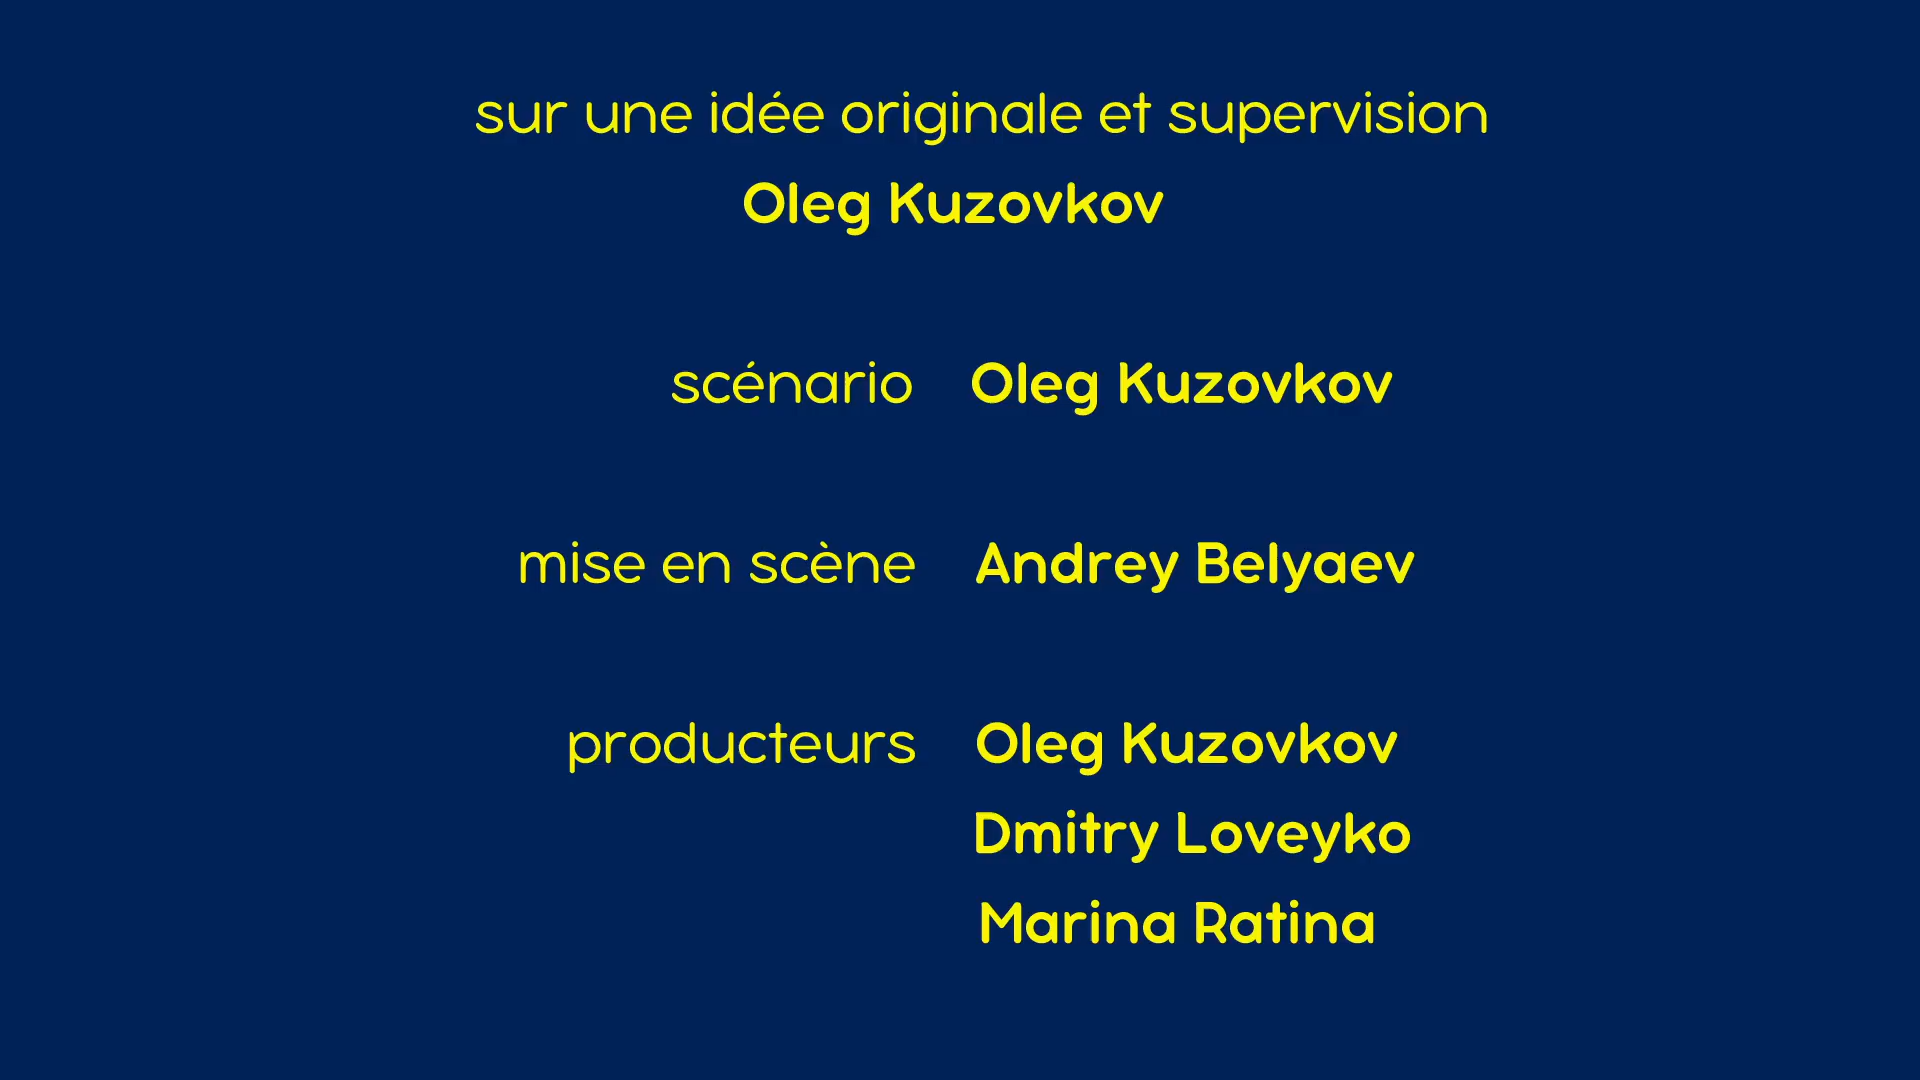 sur une idée originale et supervision
Oleg Kuzovkov
scénario Oleg Kuzovkov
mise en scène Andrey Belyaev
producteurs Oleg Kuzovkov
Dmitry Loveyko
Marina Ratina